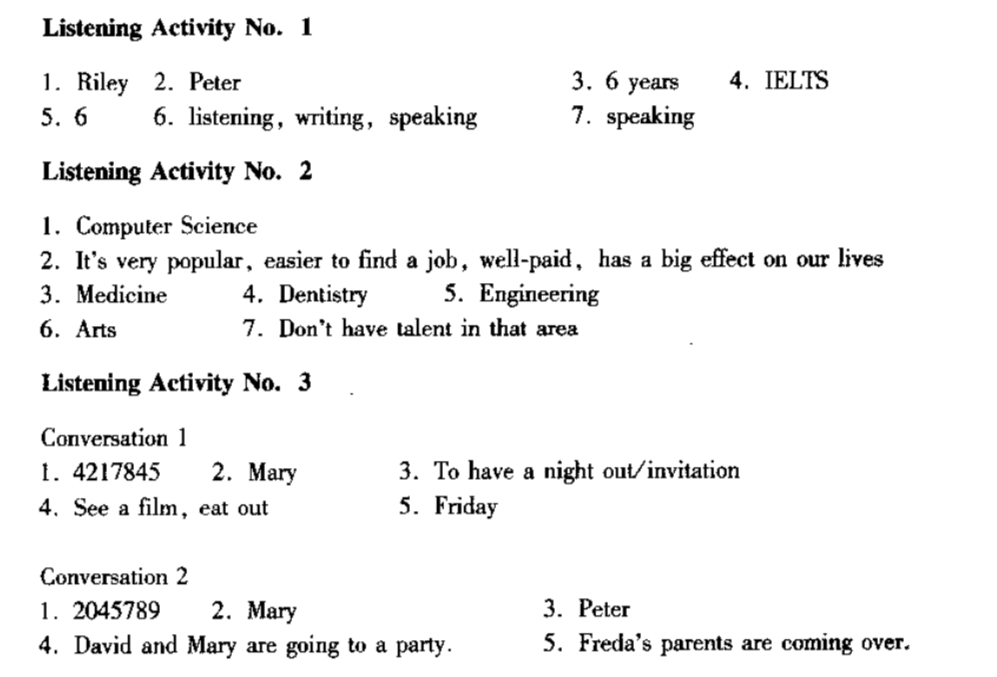 Listening Activity No. 1
1. Riley 2. Peter 3. 6 years 4. IELTS
5. 6 6. listening, writing, speaking 7. speaking
Listening Activity No. 2
1. Computer Science
2. It's very popular, easier to find a job, well-paid, has a big effect on our lives
3. Medicine 4. Dentistry 5. Engineering
6. Arts 7. Don't have talent in that area
Listening Activity No. 3
Conversation 1
1. 4217845 2. Mary 3. To have a night out/invitation
4. See a film, eat out 5. Friday
Conversation 2
1. 2045789 2. Mary 3. Peter
4. David and Mary are going to a party. 5. Freda's parents are coming over.